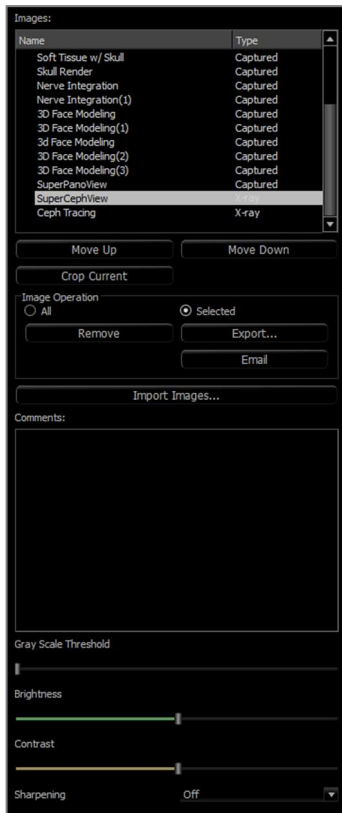 Images:
Name Type
Soft Tissue w/ Skull Captured
Skull Render Captured
Nerve Integration Captured
Nerve Integration(1) Captured
3D Face Modeling Captured
3D Face Modeling(1) Captured
3d Face Modeling Captured
3D Face Modeling(2) Captured
3D Face Modeling(3) Captured
SuperPanoView Captured
SuperCephView X-ray
Ceph Tracing X-ray
Move Up Move Down
Crop Current
Image Operation
All Selected
Remove Export...
Email
Import Images...
Comments:
Gray Scale Threshold
Brightness
Contrast
Sharpening Off